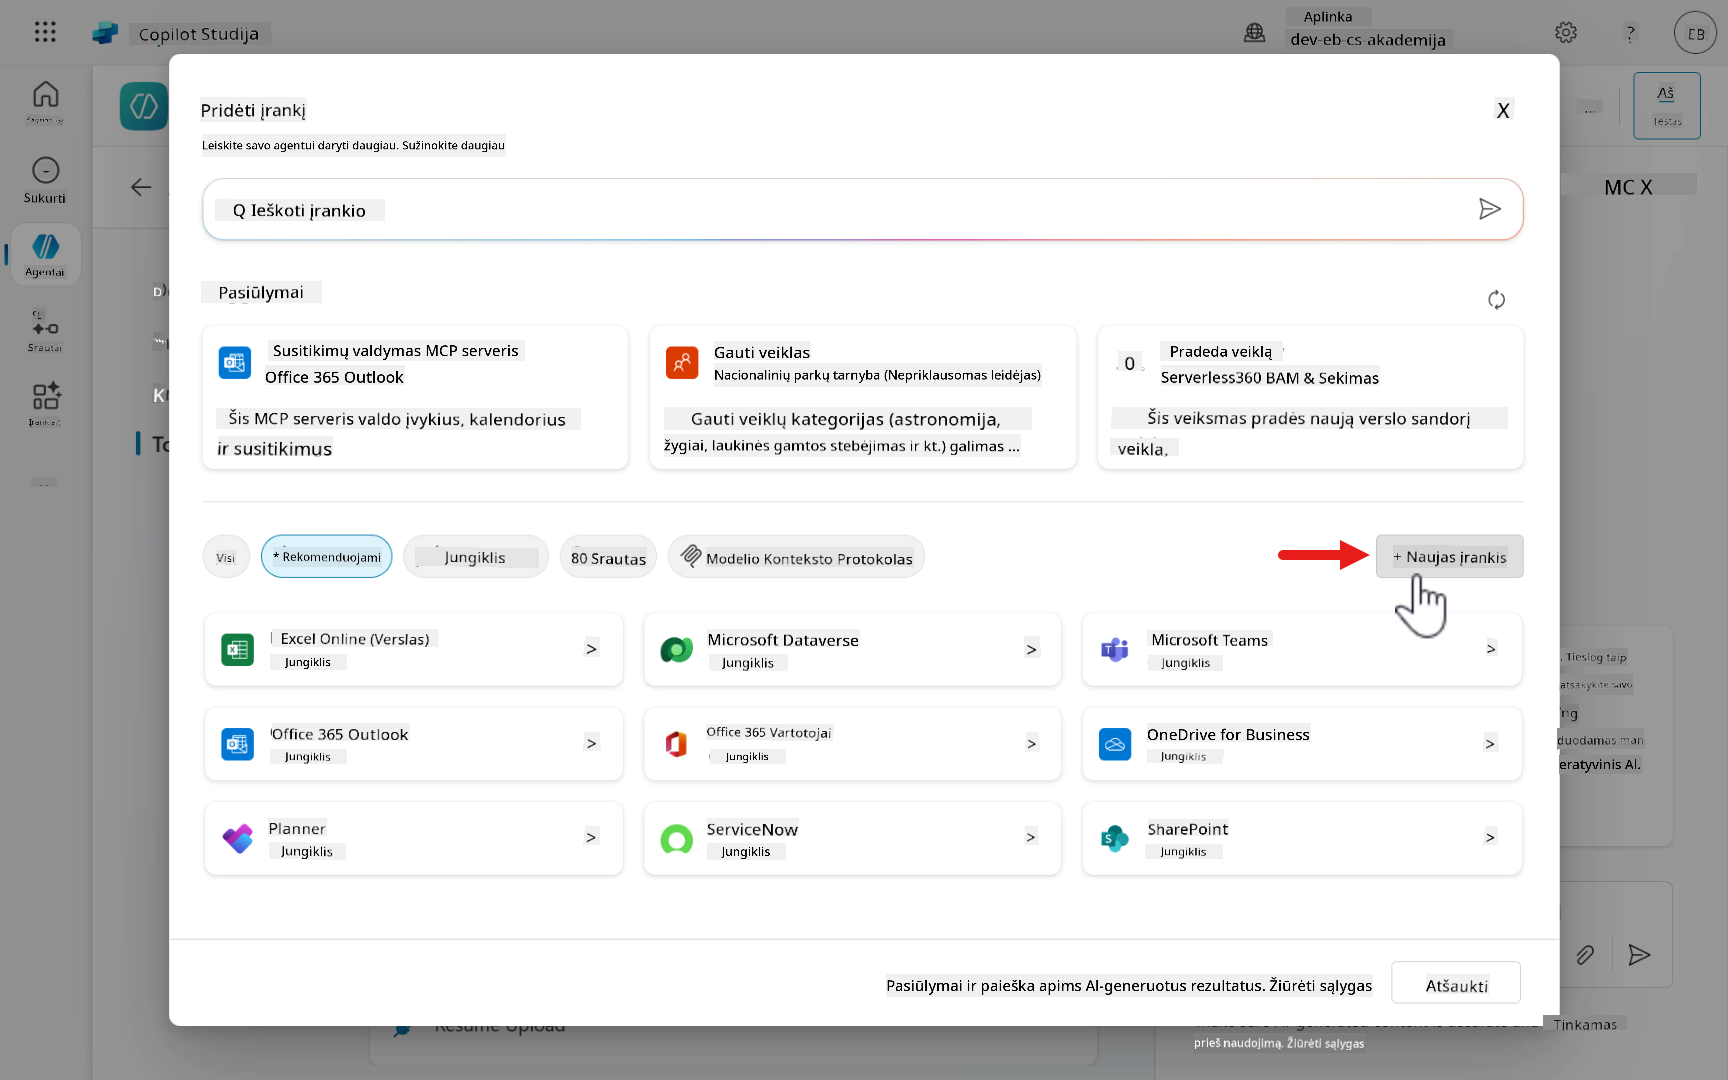 Copilot Studija
Aplinka
dev-eb-cs-akademija
?
EB
Sukurti
Agentai
Srautai
...
Aš
Testas
MC X
Pridėti įrankį
X
Leiskite savo agentui daryti daugiau. Sužinokite daugiau
Q Ieškoti įrankio
Pasiūlymai
Susitikimų valdymas MCP serveris
Office 365 Outlook
Šis MCP serveris valdo įvykius, kalendorius
ir susitikimus
Gauti veiklas
Nacionalinių parkų tarnyba (Nepriklausomas leidėjas)
Gauti veiklų kategorijas (astronomija,
žygiai, laukinės gamtos stebėjimas ir kt.) galimas ...
0
Pradeda veiklą
Serverless360 BAM & Sekimas
Šis veiksmas pradės naują verslo sandorį
veikla,
Visi
* Rekomenduojami
Jungiklis
80 Srautas
Modelio Konteksto Protokolas
+ Naujas įrankis
Excel Online (Verslas)
Jungiklis
>
Microsoft Dataverse
Jungiklis
>
Microsoft Teams
Jungiklis
>
Office 365 Outlook
Jungiklis
>
Office 365 Vartotojai
Jungiklis
>
OneDrive for Business
Jungiklis
>
Planner
Jungiklis
>
ServiceNow
Jungiklis
>
SharePoint
Jungiklis
>
. Tieslog taip
atsakykite savo
duodamas man
eratyvinis AI.
Pasiūlymai ir paieška apims AI-generuotus rezultatus. Žiūrėti sąlygas
Atšaukti
Resume Upload
Tinkamas
prieš naudojimą. Žiūrėti sąlygas